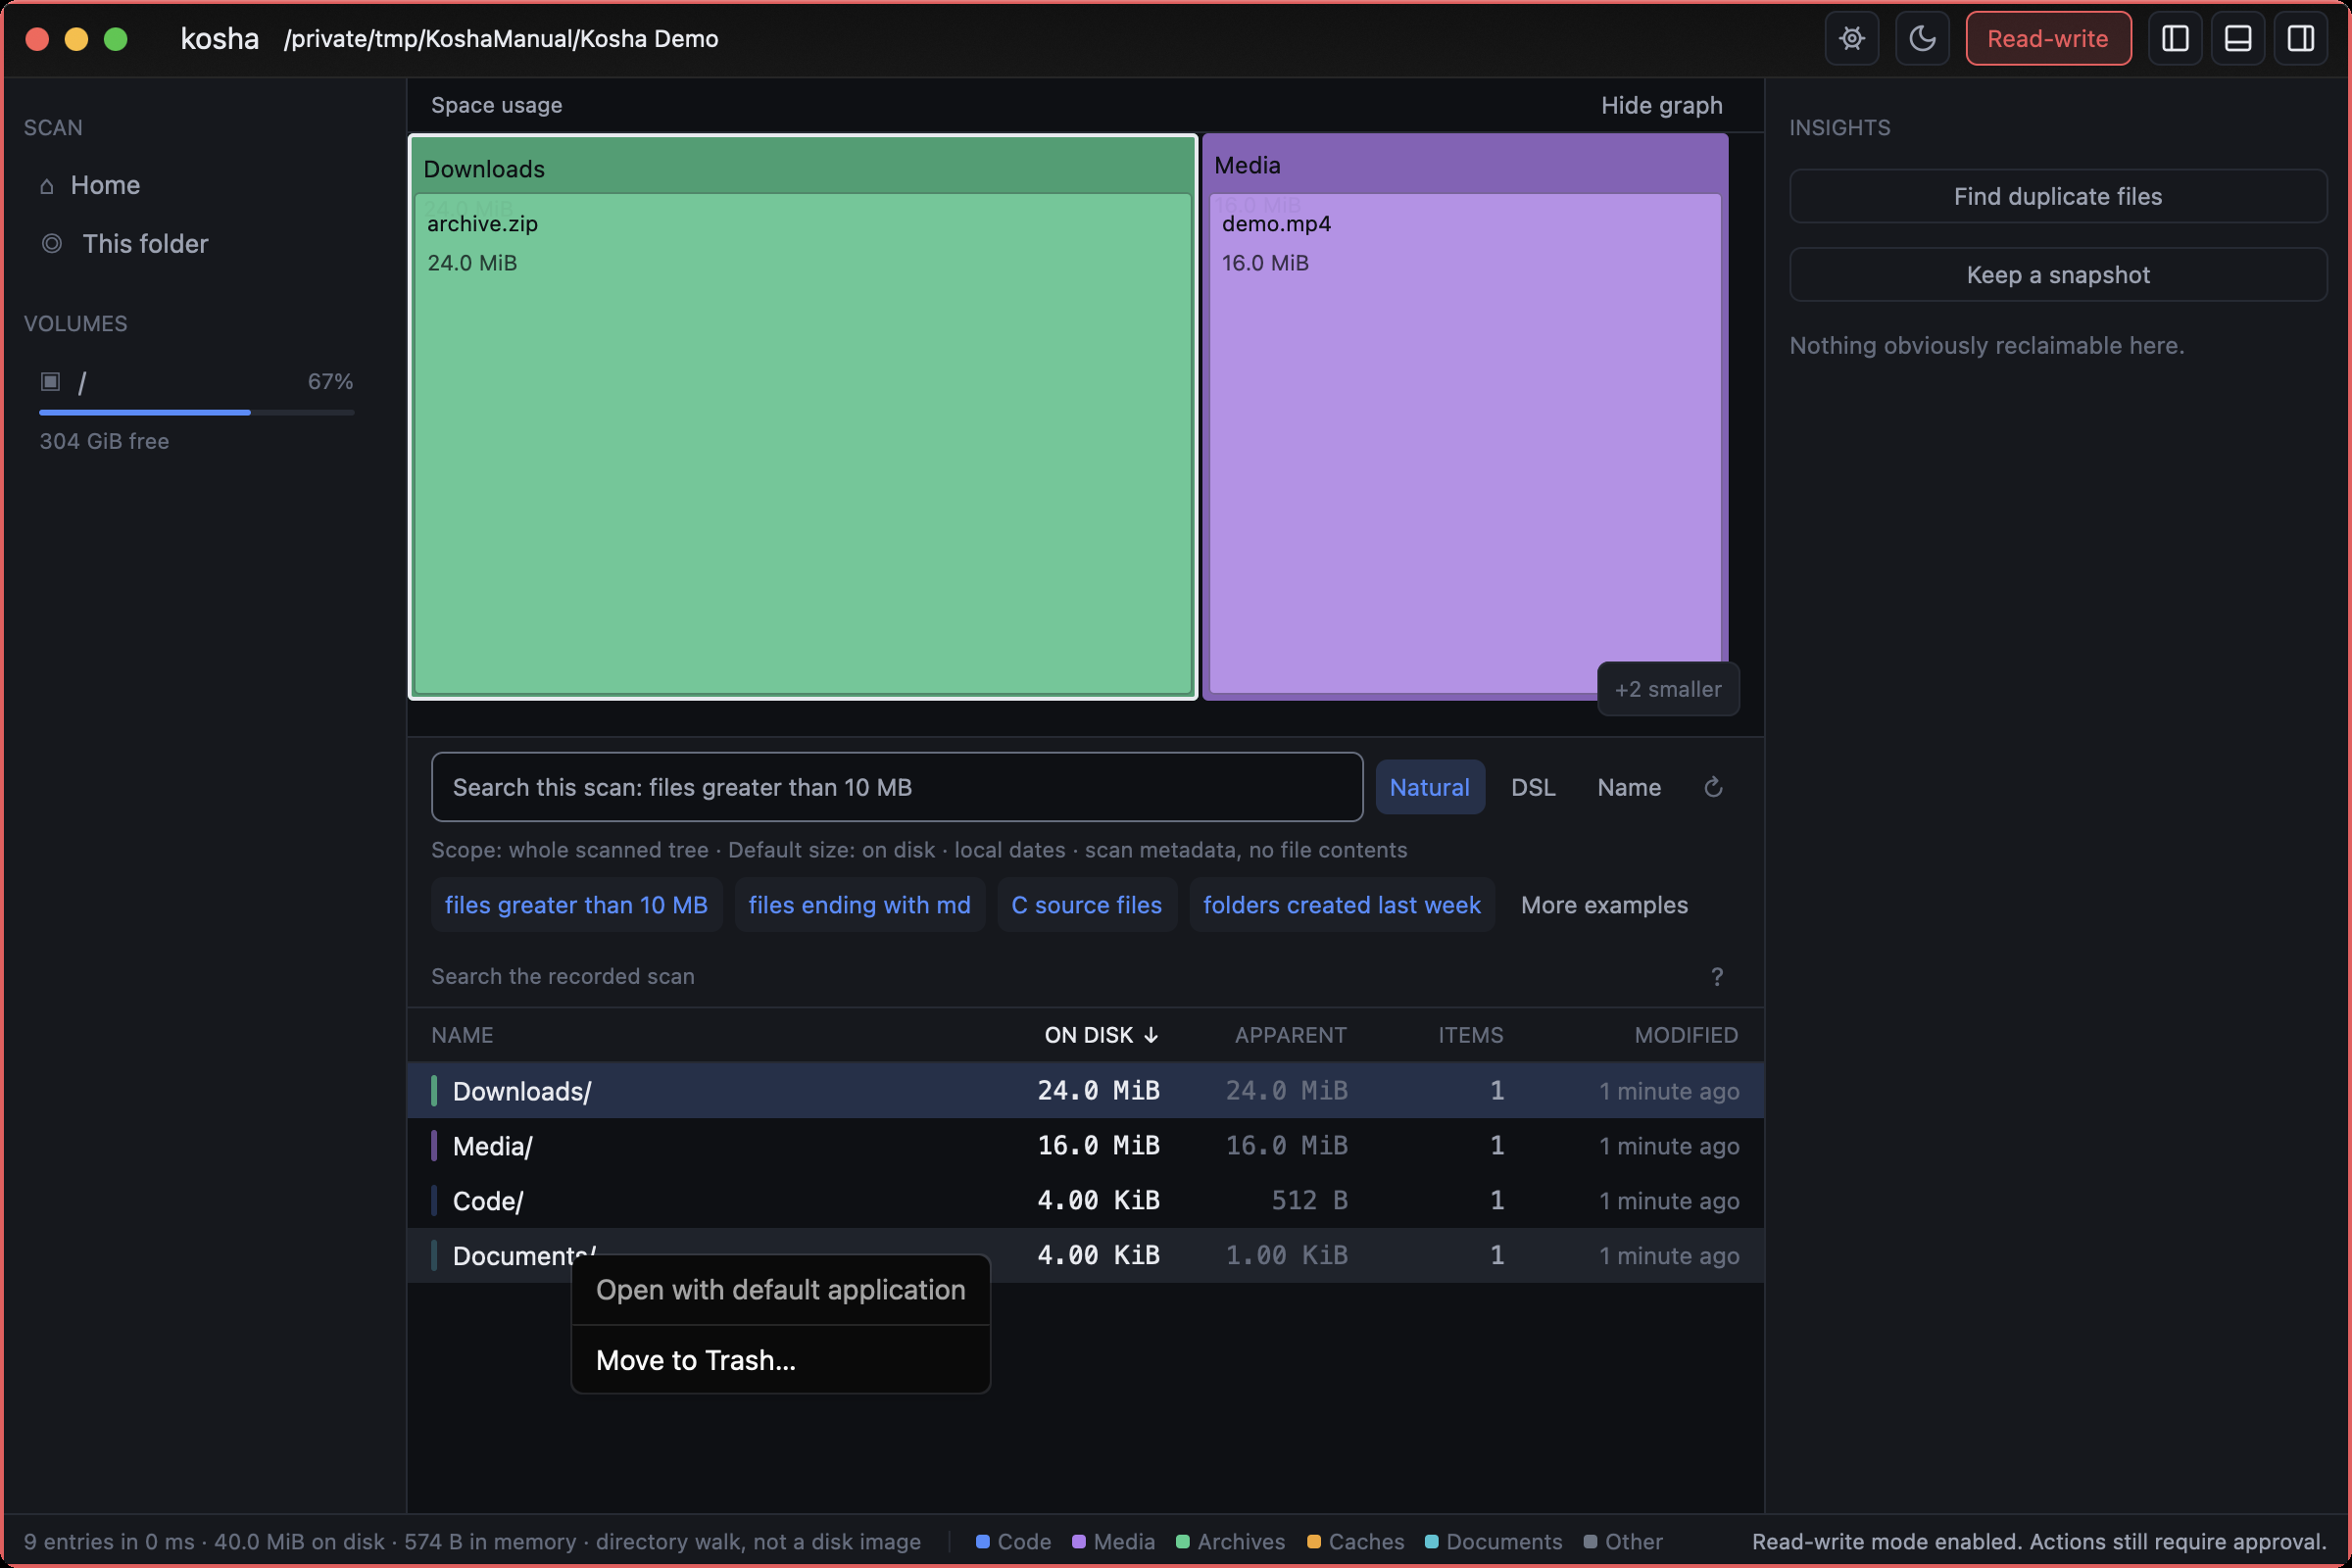 kosha /private/tmp/KoshaManual/Kosha Demo
Read-write
SCAN
Home
This folder
VOLUMES
/ 67%
304 GiB free
Space usage Hide graph
Downloads
24.0 MiB
archive.zip
24.0 MiB
Media
16.0 MiB
demo.mp4
16.0 MiB
+2 smaller
Search this scan: files greater than 10 MB
Natural DSL Name
Scope: whole scanned tree · Default size: on disk · local dates · scan metadata, no file contents
files greater than 10 MB files ending with md C source files folders created last week More examples
Search the recorded scan ?
NAME ON DISK ↓ APPARENT ITEMS MODIFIED
Downloads/ 24.0 MiB 24.0 MiB 1 1 minute ago
Media/ 16.0 MiB 16.0 MiB 1 1 minute ago
Code/ 4.00 KiB 512 B 1 1 minute ago
Documents/ 4.00 KiB 1.00 KiB 1 1 minute ago
Open with default application
Move to Trash...
INSIGHTS
Find duplicate files
Keep a snapshot
Nothing obviously reclaimable here.
9 entries in 0 ms · 40.0 MiB on disk · 574 B in memory · directory walk, not a disk image
Code Media Archives Caches Documents Other
Read-write mode enabled. Actions still require approval.